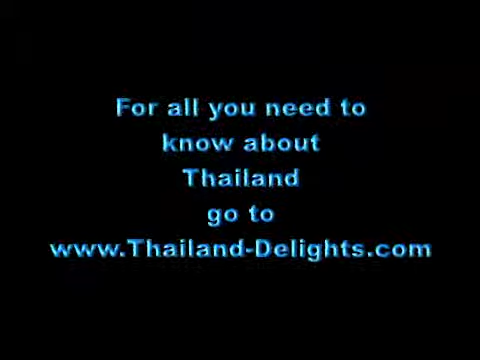 For all you need to
know about
Thailand
go to
www.Thailand-Delights.com